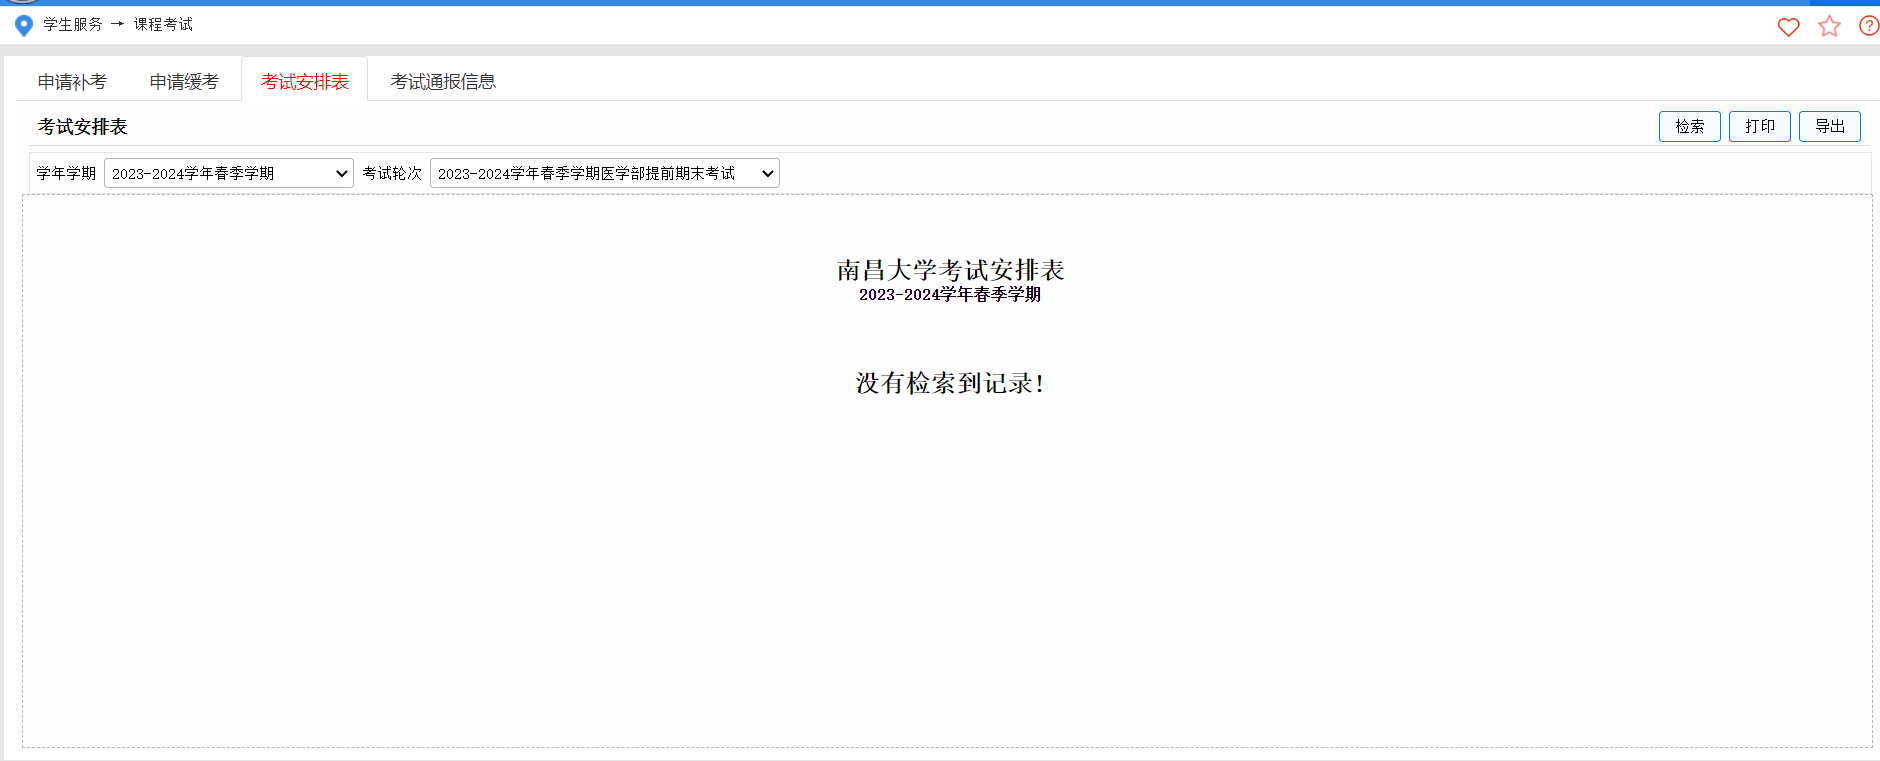 学生服务 → 课程考试
申请补考 申请缓考 考试安排表 考试通报信息
考试安排表 检索 打印 导出
学年学期 2023-2024学年春季学期 考试轮次 2023-2024学年春季学期医学部提前期末考试
南昌大学考试安排表
2023-2024学年春季学期
没有检索到记录!